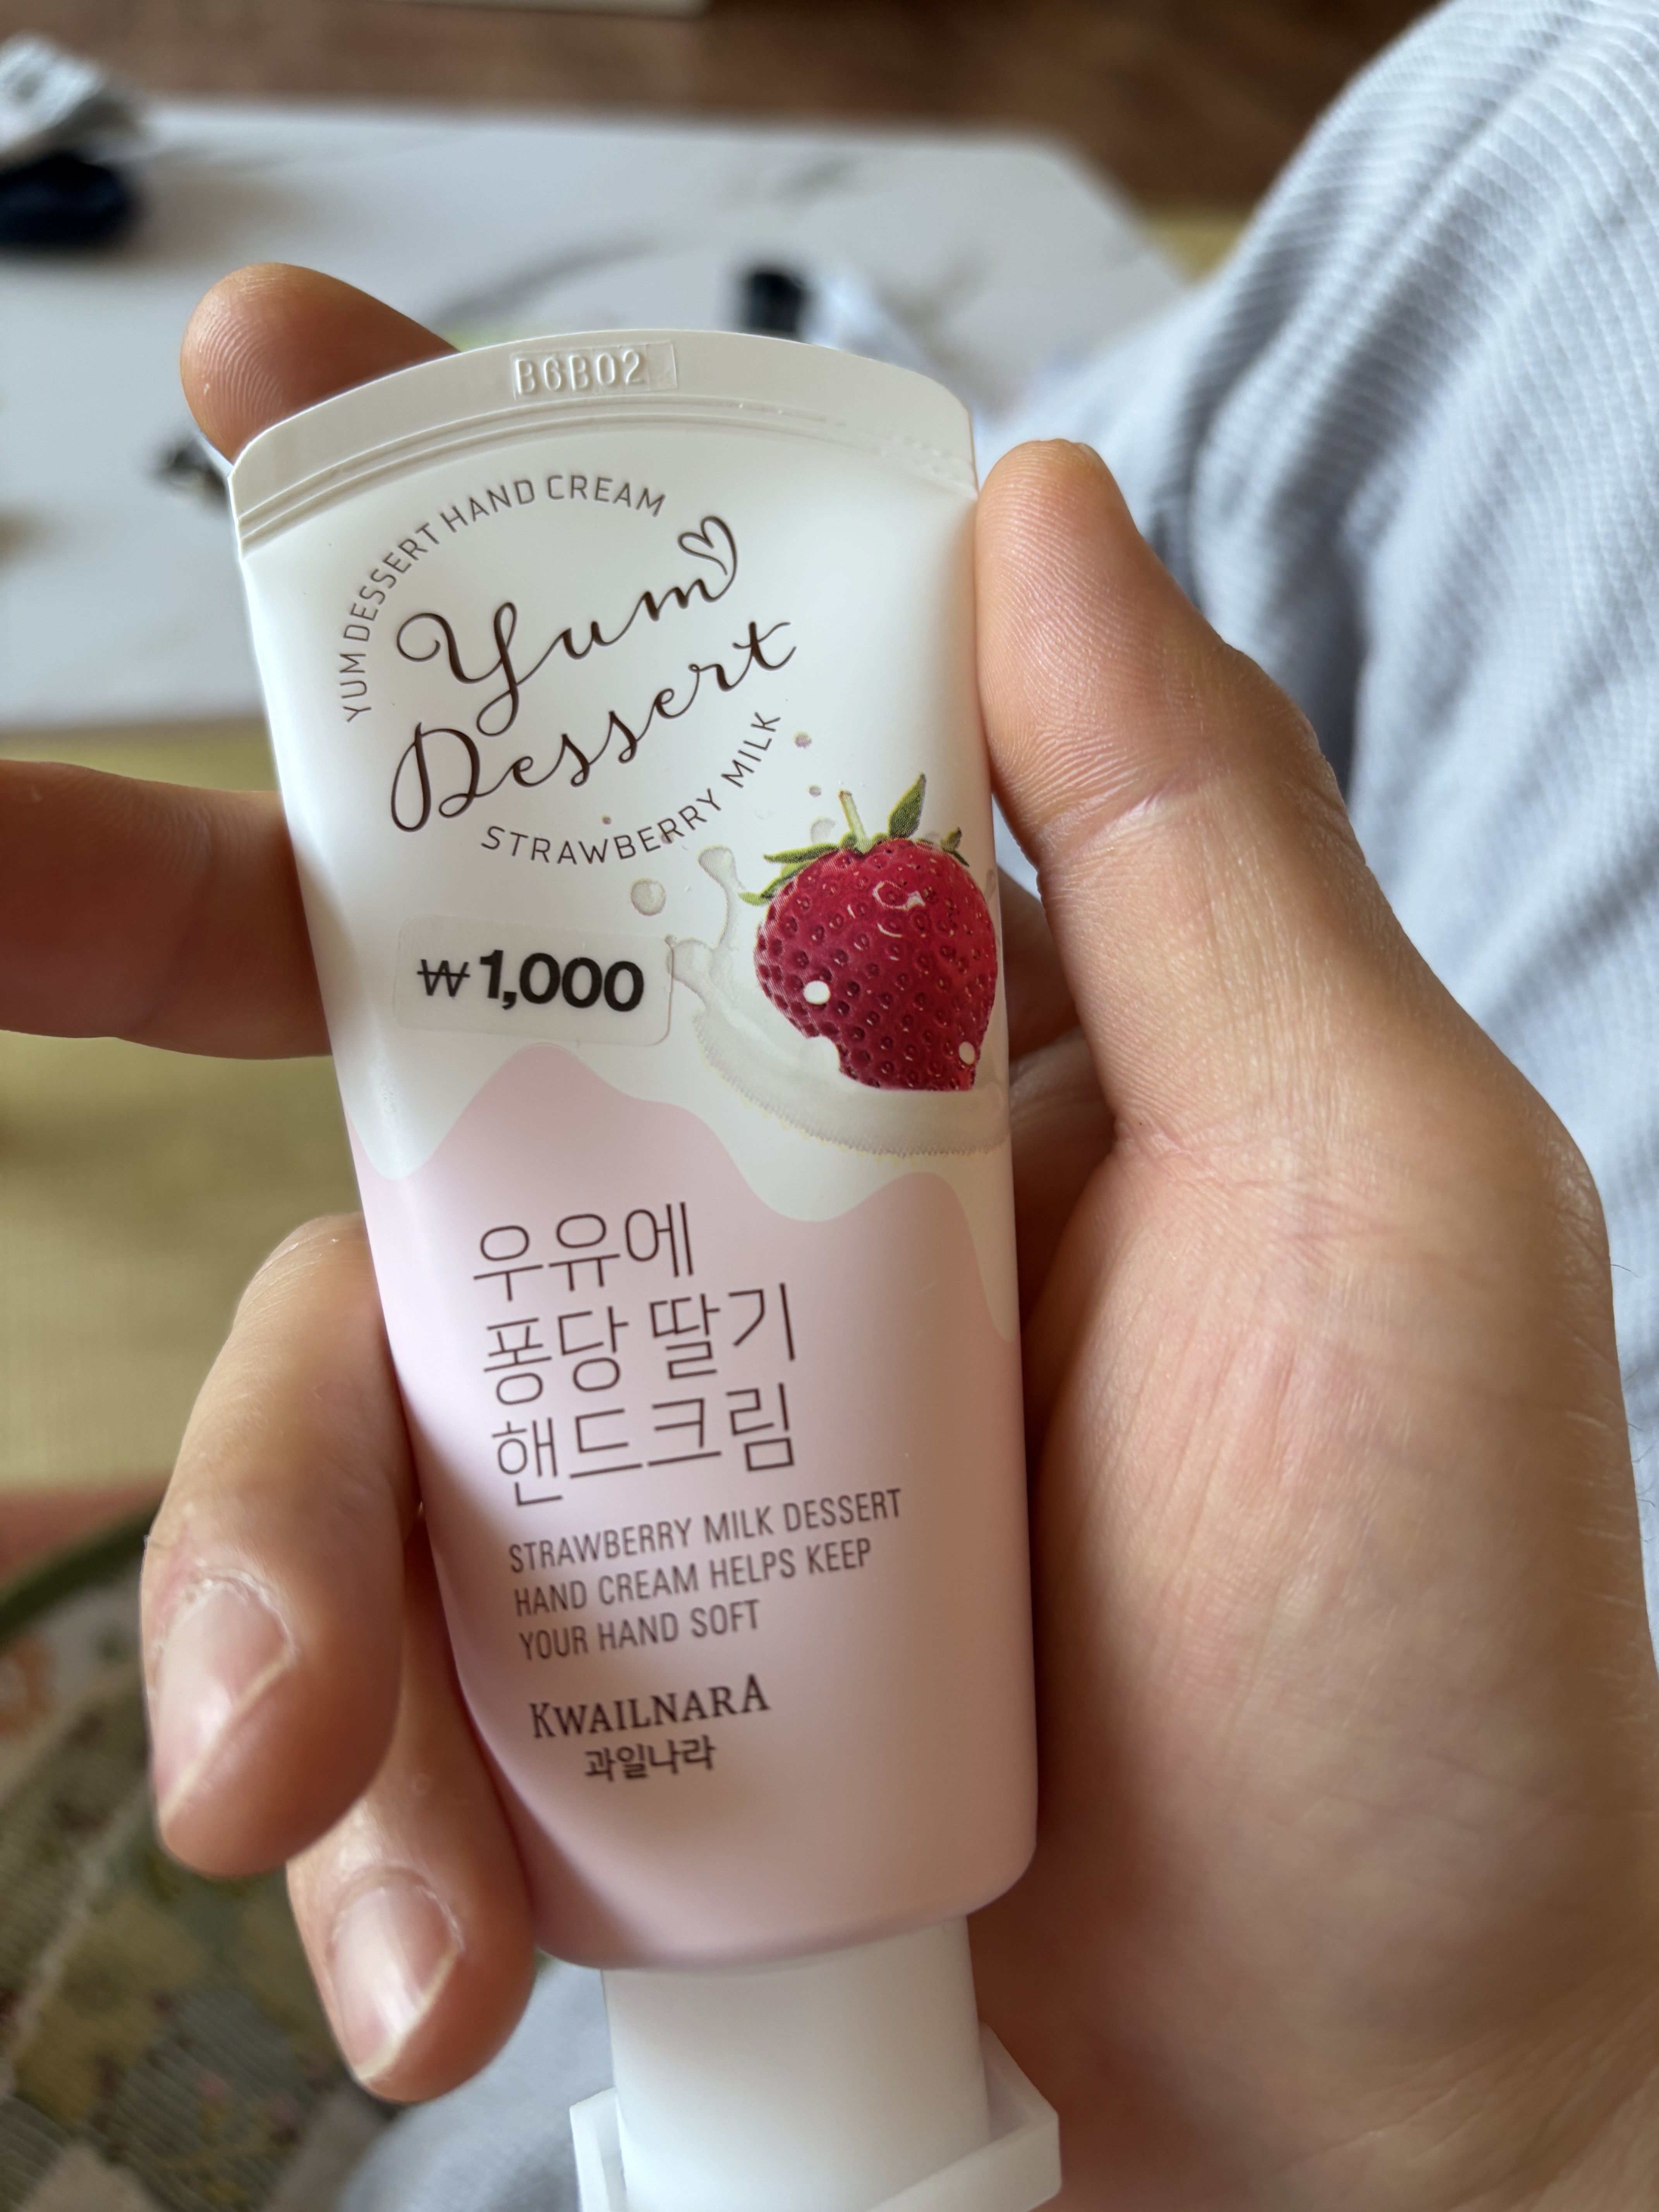 B6B02
YUM DESSERT HAND CREAM
Yum
Dessert
STRAWBERRY MILK
₩1,000
우유에
퐁당 딸기
핸드크림
STRAWBERRY MILK DESSERT
HAND CREAM HELPS KEEP
YOUR HAND SOFT
KWAILNARA
과일나라